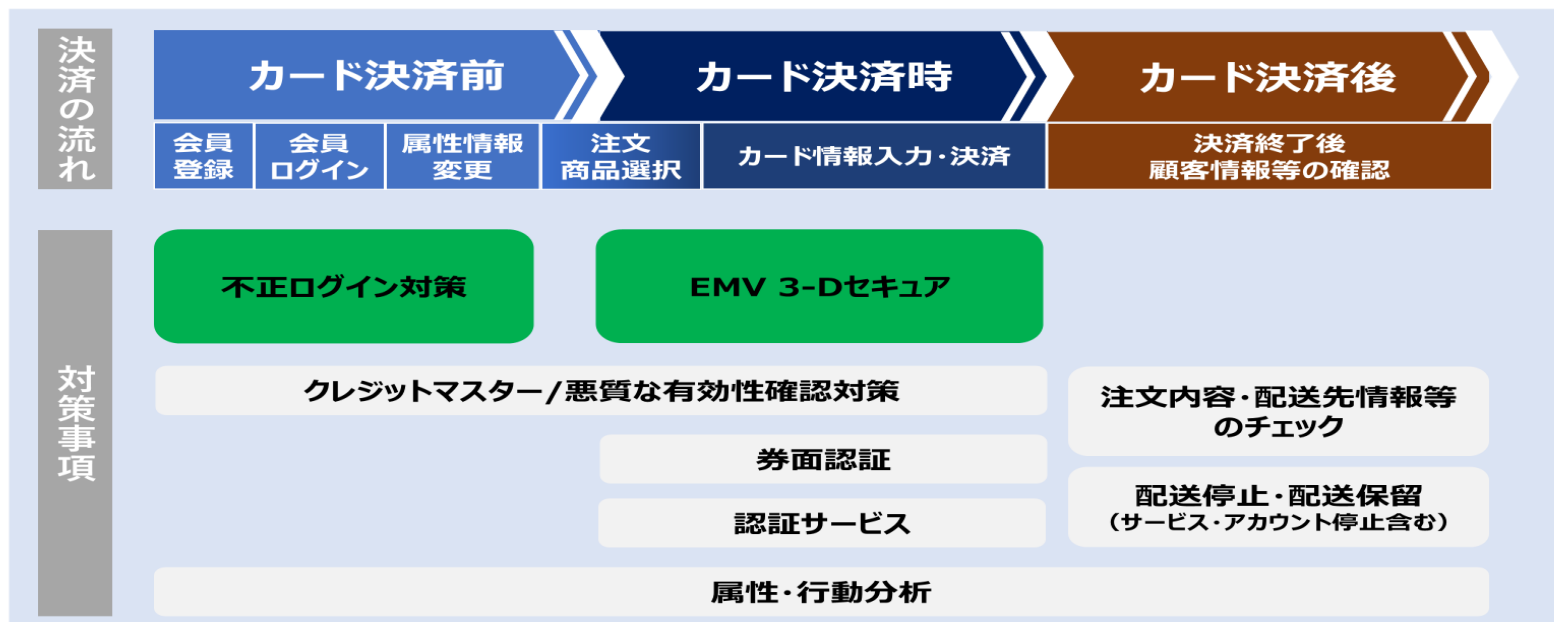 決済の流れ
カード決済前
カード決済時
カード決済後
会員
登録
会員
ログイン
属性情報
変更
注文
商品選択
カード情報入力・決済
決済終了後
顧客情報等の確認
対策事項
不正ログイン対策
EMV 3-Dセキュア
クレジットマスター/悪質な有効性確認対策
券面認証
認証サービス
注文内容・配送先情報等
のチェック
配送停止・配送保留
（サービス・アカウント停止含む）
属性・行動分析